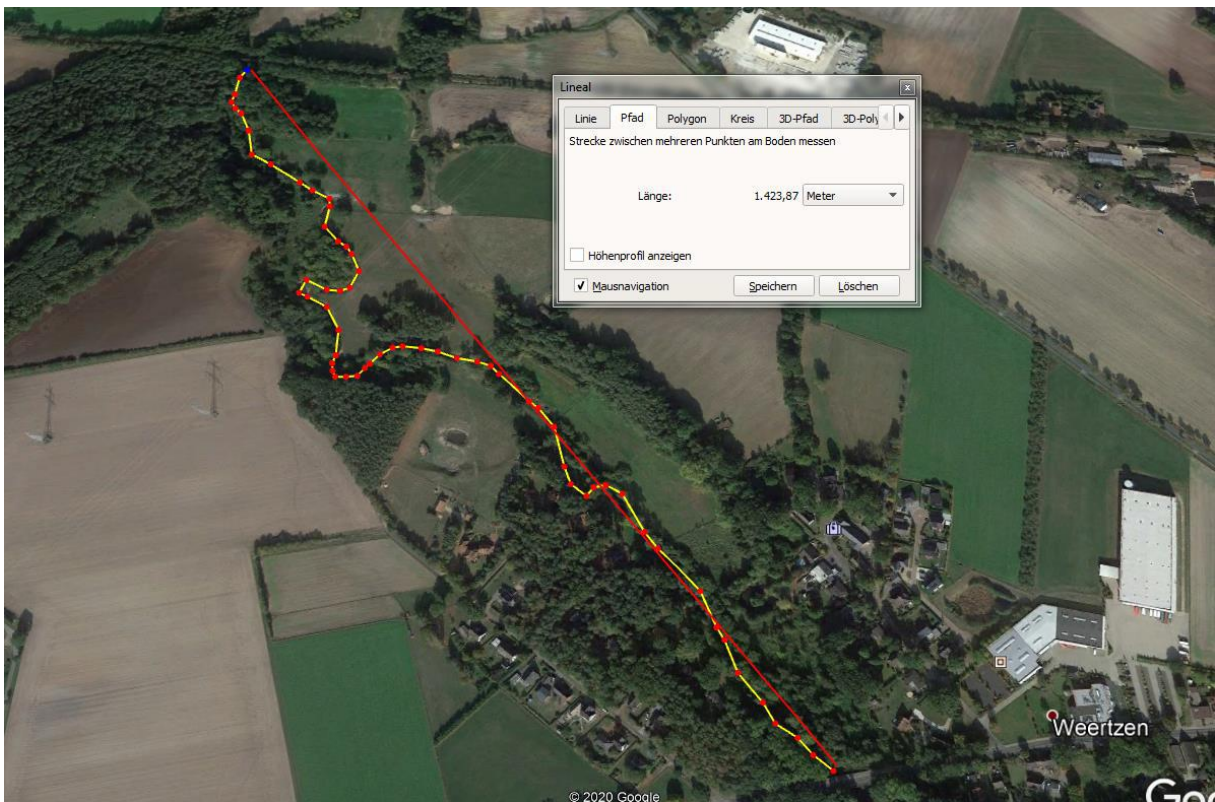 Lineal
Linie Pfad Polygon Kreis 3D-Pfad 3D-Poly
Strecke zwischen mehreren Punkten am Boden messen
Länge: 1.423,87 Meter
Höhenprofil anzeigen
Mausnavigation Speichern Löschen
Weertzen
© 2020 Google
Goo